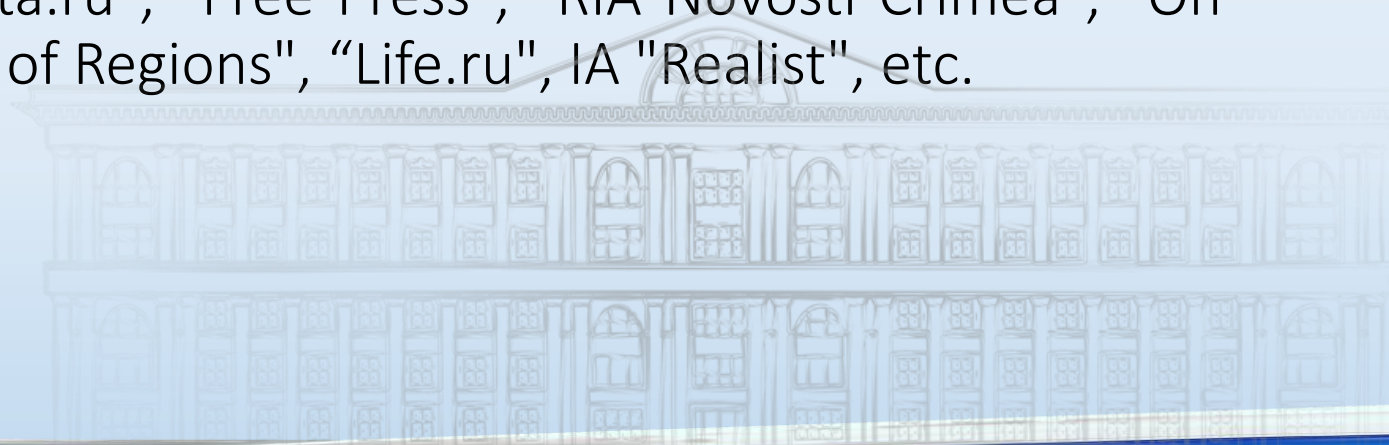 ta.ru", "Free Press", "RIA-Novosti-Crimea", "On
of Regions", “Life.ru", IA "Realist", etc.